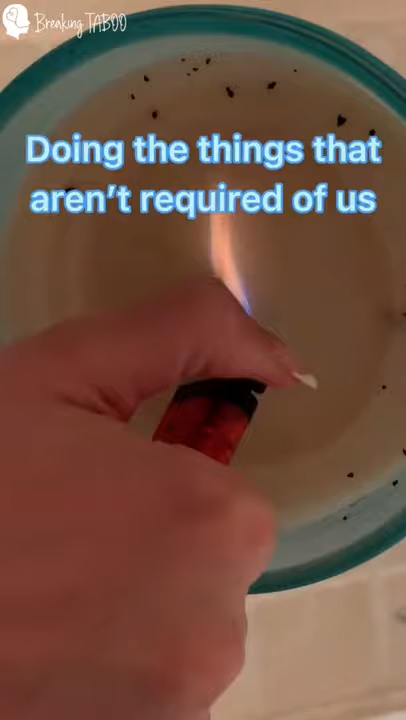 Breaking TABOO
Doing the things that
aren't required of us